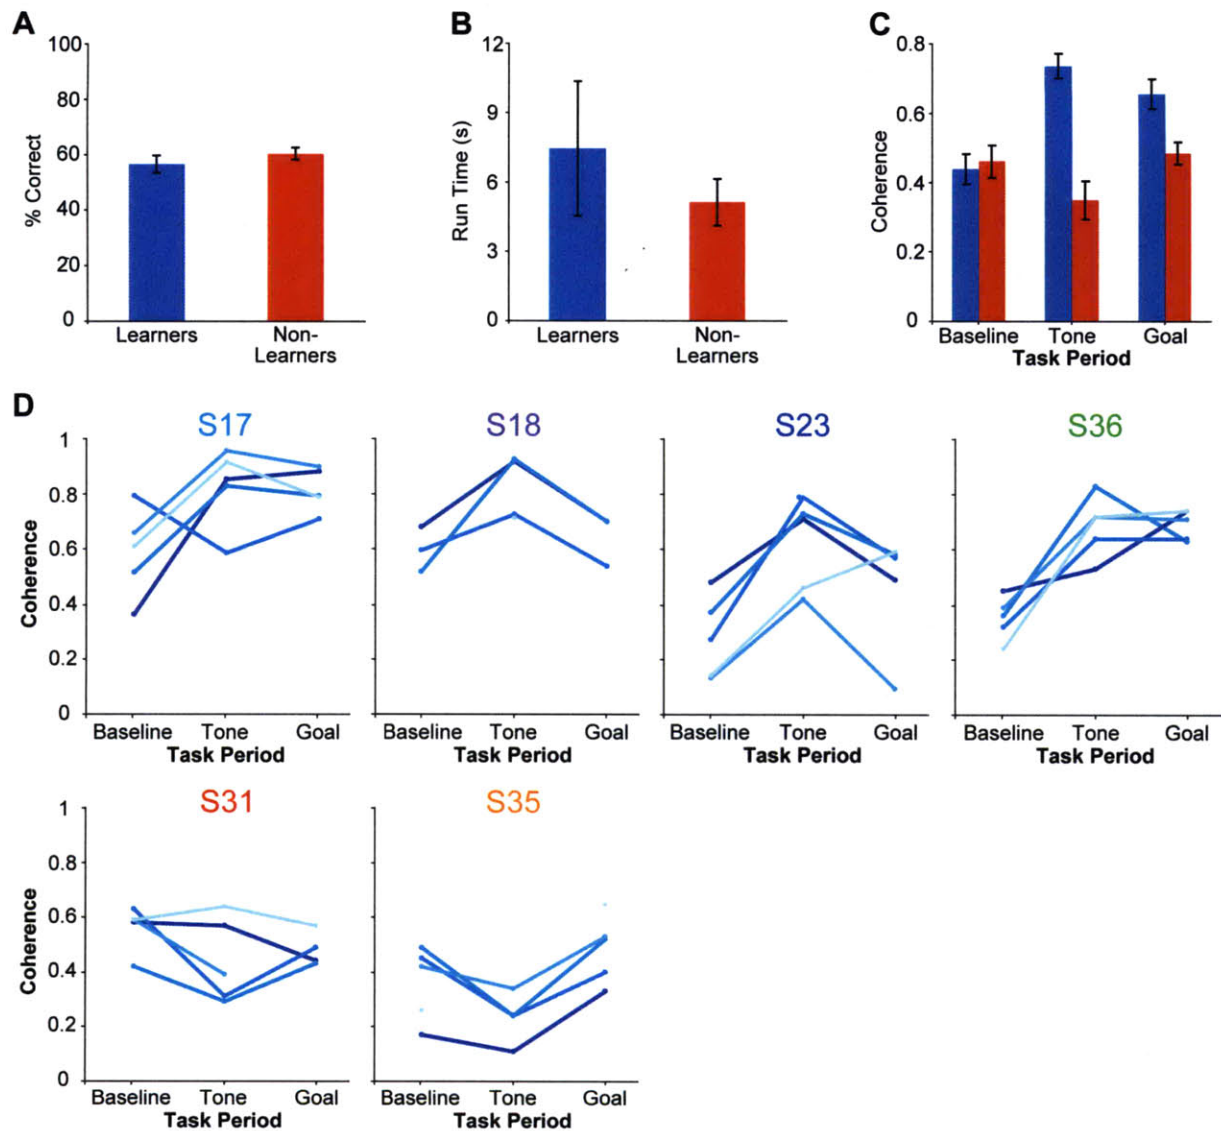 A
100
80
60
40
20
0
% Correct
Learners
Non-
Learners
B
12
9
6
3
0
Run Time (s)
Learners
Non-
Learners
C
0.8
0.6
0.4
0.2
0
Coherence
Baseline Tone Goal
Task Period
D
S17
1
0.8
0.6
0.4
0.2
0
Coherence
Baseline Tone Goal
Task Period
S18
Baseline Tone Goal
Task Period
S23
Baseline Tone Goal
Task Period
S36
Baseline Tone Goal
Task Period
S31
1
0.8
0.6
0.4
0.2
0
Coherence
Baseline Tone Goal
Task Period
S35
Baseline Tone Goal
Task Period